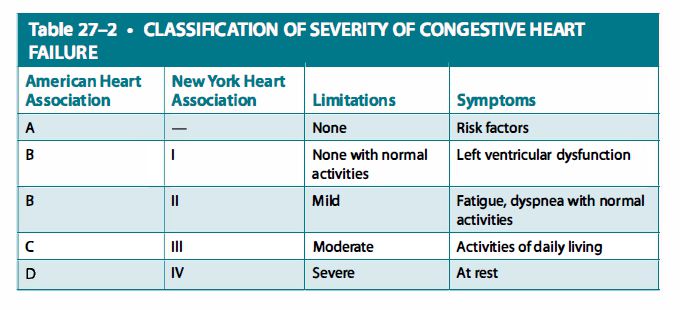 Table 27–2 • CLASSIFICATION OF SEVERITY OF CONGESTIVE HEART
FAILURE
American Heart Association New York Heart Association Limitations Symptoms
A — None Risk factors
B I None with normal activities Left ventricular dysfunction
B II Mild Fatigue, dyspnea with normal activities
C III Moderate Activities of daily living
D IV Severe At rest